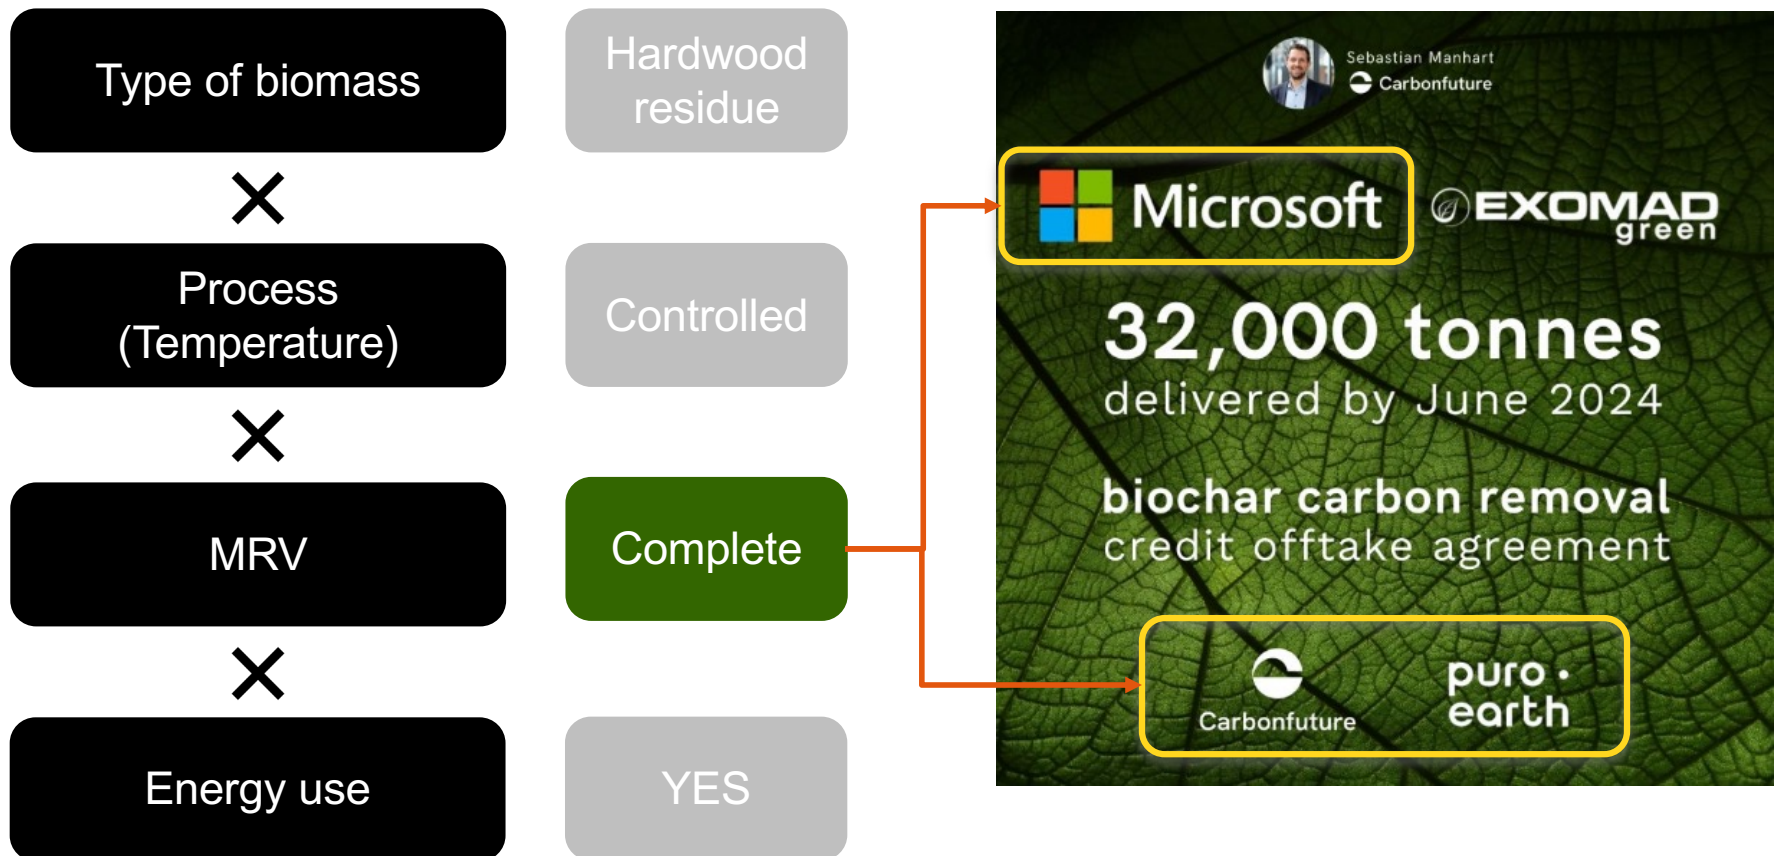 Type of biomass
Hardwood
residue
Process
(Temperature)
Controlled
MRV
Complete
Energy use
YES
Sebastian Manhart
Carbonfuture
Microsoft
EXOMAD
green
32,000 tonnes
delivered by June 2024
biochar carbon removal
credit offtake agreement
Carbonfuture
puro·
earth